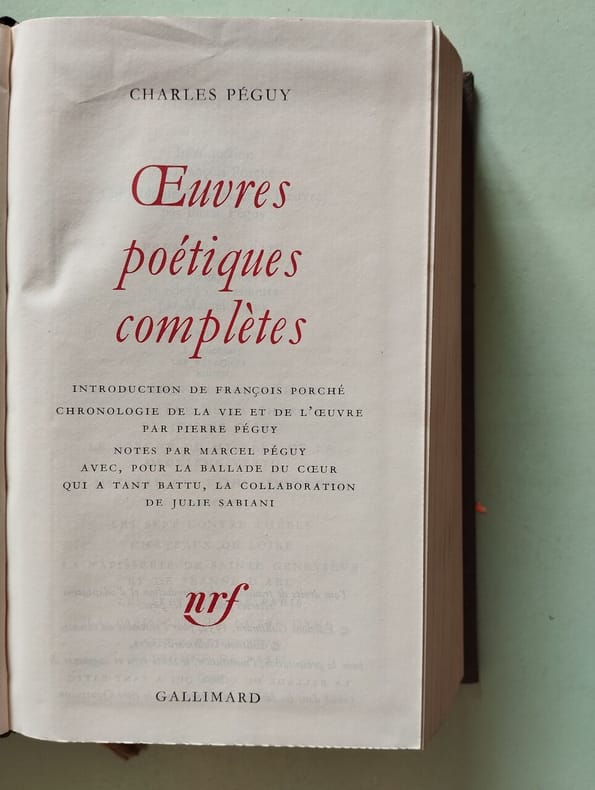 CHARLES PÉGUY
Œuvres
poétiques
complètes
INTRODUCTION DE FRANÇOIS PORCHÉ
CHRONOLOGIE DE LA VIE ET DE L'ŒUVRE
PAR PIERRE PÉGUY
NOTES PAR MARCEL PÉGUY
AVEC, POUR LA BALLADE DU CŒUR
QUI A TANT BATTU, LA COLLABORATION
DE JULIE SABIANI
nrf
GALLIMARD